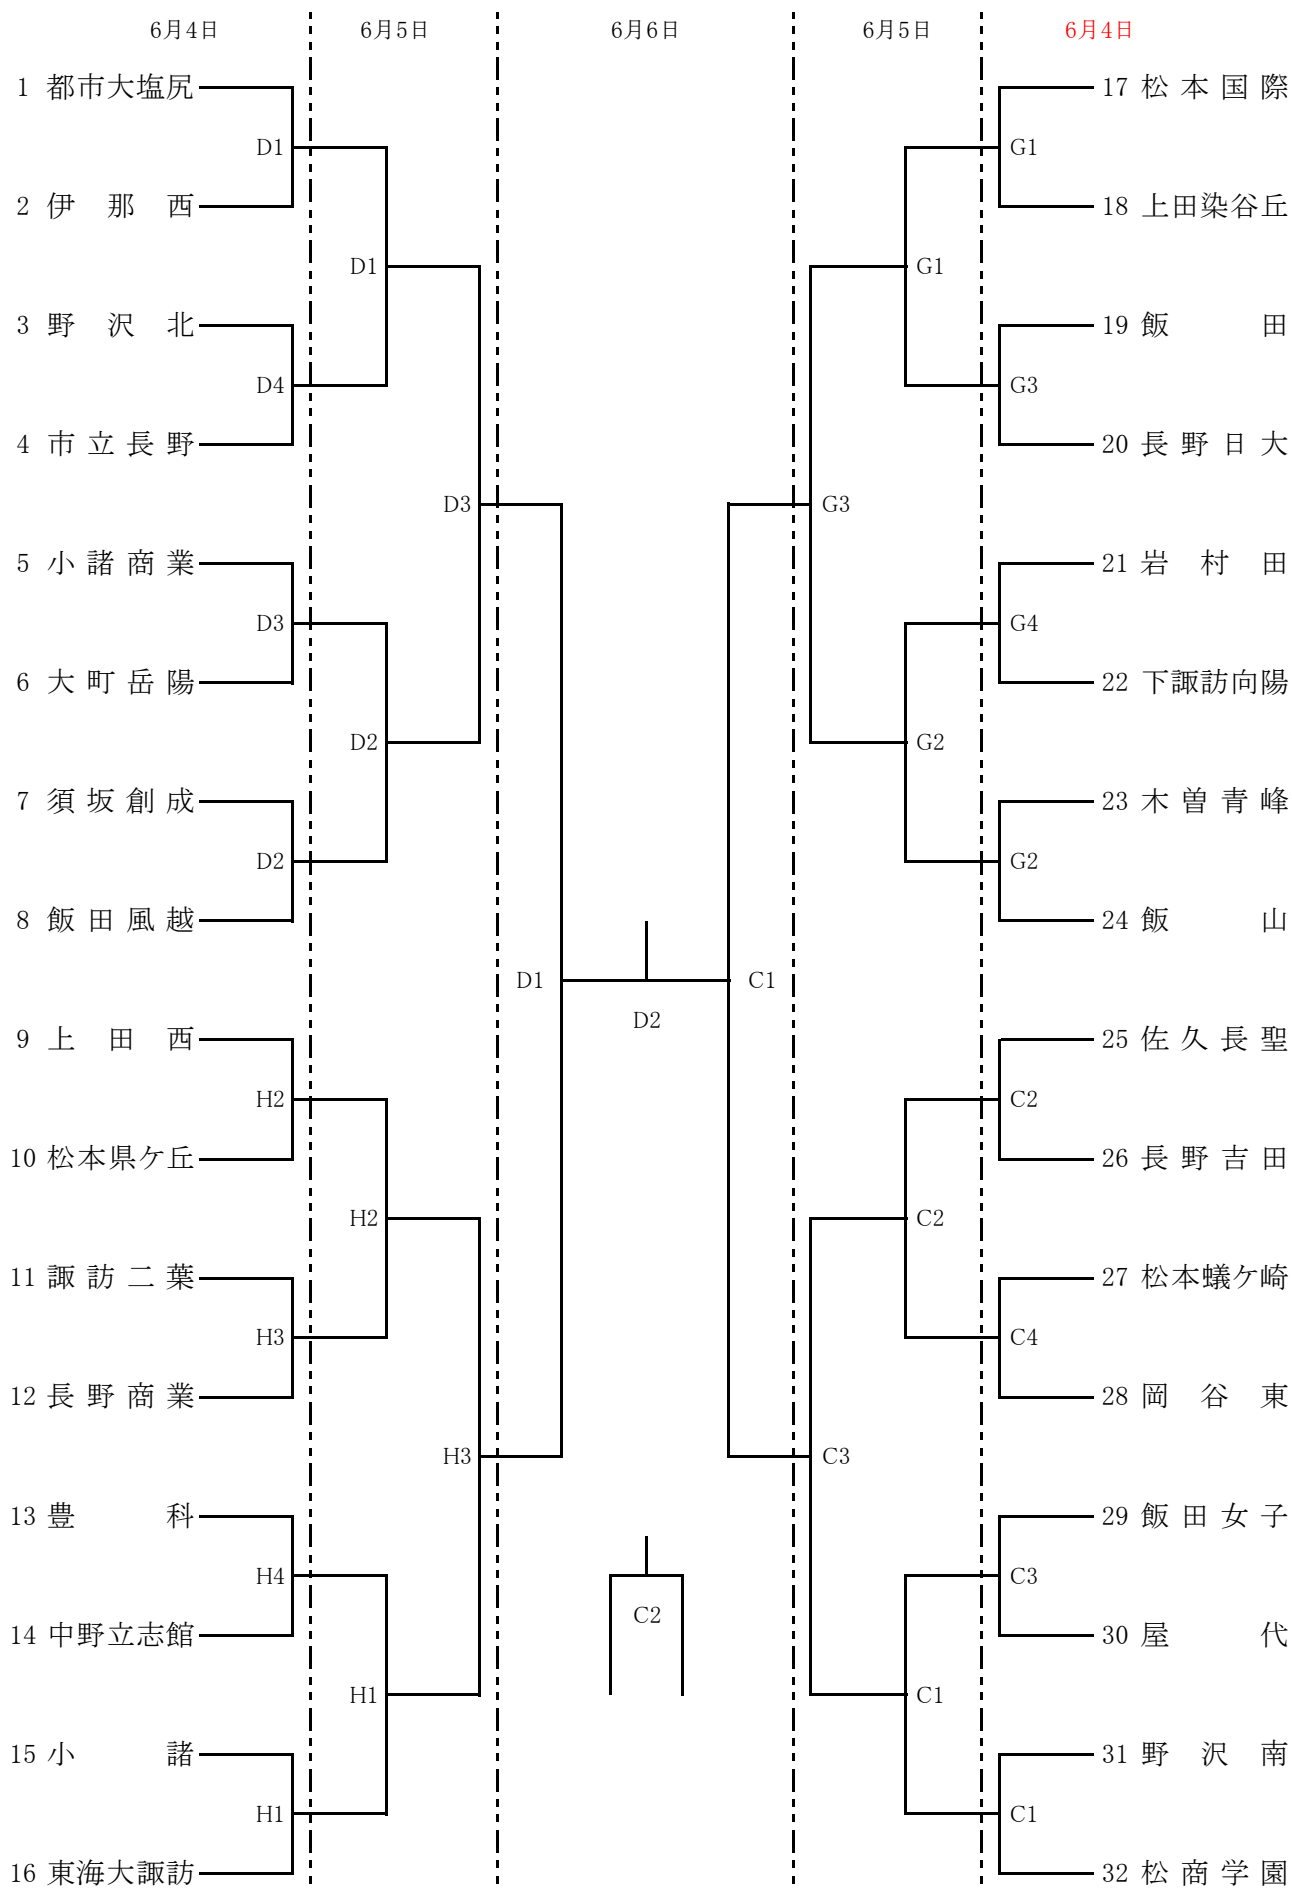 6月4日 6月5日 6月6日 6月5日 6月4日
1 都市大塩尻 17 松本国際
D1 G1
2 伊那西 18 上田染谷丘
D1 G1
3 野沢北 19 飯田
D4 G3
4 市立長野 20 長野日大
D3 G3
5 小諸商業 21 岩村田
D3 G4
6 大町岳陽 22 下諏訪向陽
D2 G2
7 須坂創成 23 木曽青峰
D2 G2
8 飯田風越 24 飯山
D1 C1
D2
9 上田西 25 佐久長聖
H2 C2
10 松本県ケ丘 26 長野吉田
H2 C2
11 諏訪二葉 27 松本蟻ケ崎
H3 C4
12 長野商業 28 岡谷東
H3 C3
13 豊科 29 飯田女子
H4 C3
C2
14 中野立志館 30 屋代
H1 C1
15 小諸 31 野沢南
H1 C1
16 東海大諏訪 32 松商学園